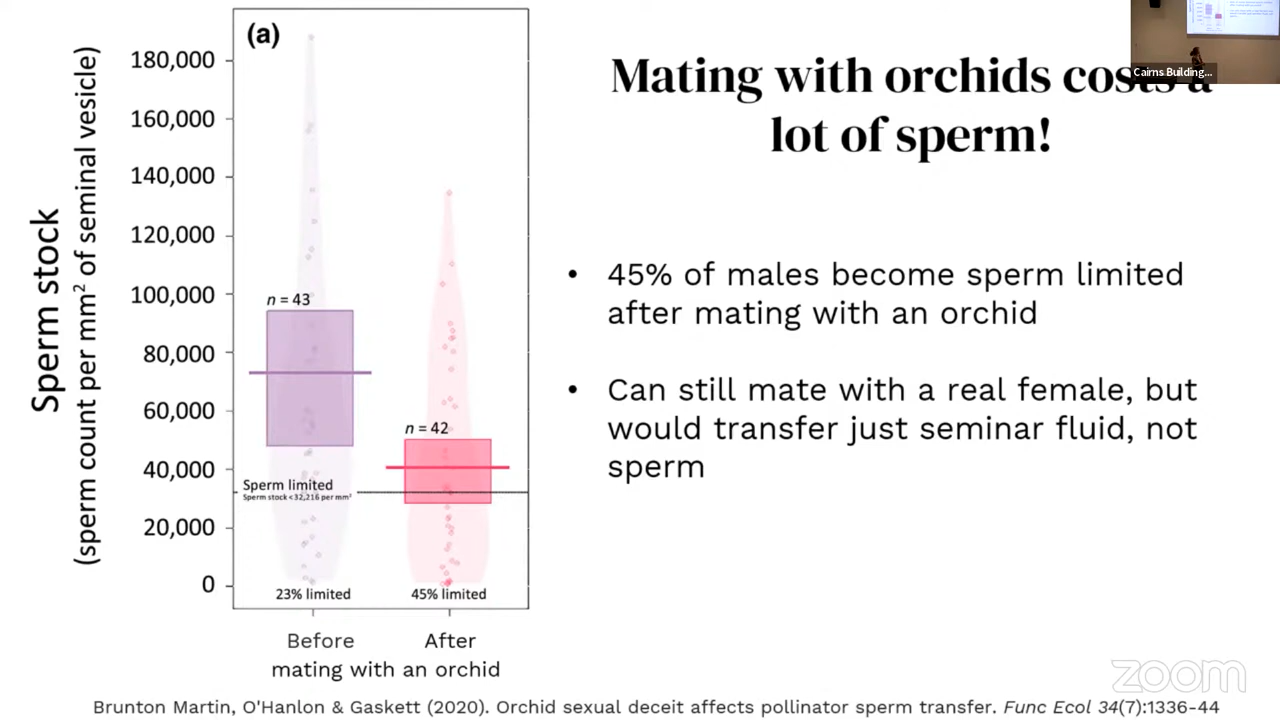 (a)
Sperm stock
(sperm count per mm² of seminal vesicle)
180,000
160,000
140,000
120,000
100,000
80,000
60,000
40,000
20,000
0
n = 43
n = 42
Sperm limited
Sperm stock <32,216 per mm²
23% limited
45% limited
Before
After
mating with an orchid
Mating with orchids costs a
lot of sperm!
• 45% of males become sperm limited
after mating with an orchid
• Can still mate with a real female, but
would transfer just seminar fluid, not
sperm
Cairns Building...
zoom
Brunton Martin, O'Hanlon & Gaskett (2020). Orchid sexual deceit affects pollinator sperm transfer. Func Ecol 34(7):1336-44